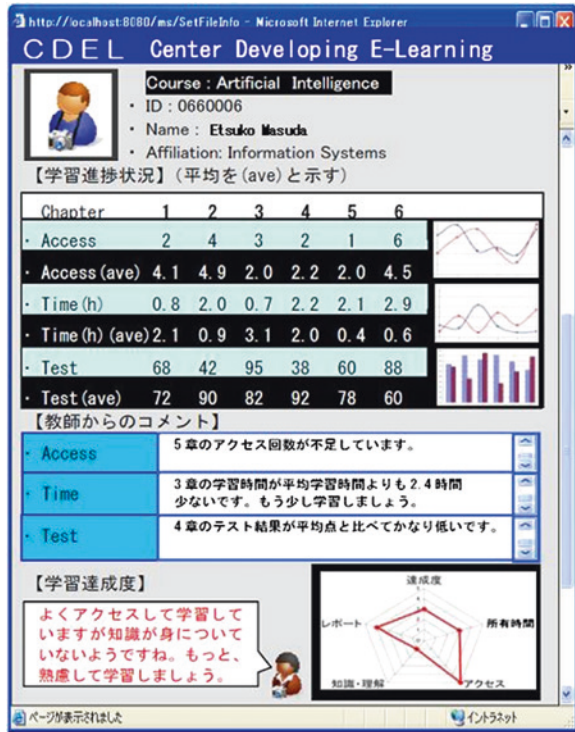 http://localhost:8080/ms/SetFileInfo - Microsoft Internet Explorer
CDEL Center Developing E-Learning
Course : Artificial Intelligence
・ ID : 0660006
・ Name : Etsuko Masuda
・ Affiliation: Information Systems
【学習進捗状況】(平均を(ave)と示す)
Chapter 1 2 3 4 5 6
・ Access 2 4 3 2 1 6
・ Access(ave) 4.1 4.9 2.0 2.2 2.0 4.5
・ Time(h) 0.8 2.0 0.7 2.2 2.1 2.9
・ Time(h)(ave) 2.1 0.9 3.1 2.0 0.4 0.6
・ Test 68 42 95 38 60 88
・ Test(ave) 72 90 82 92 78 60
【教師からのコメント】
・ Access 5章のアクセス回数が不足しています。
・ Time 3章の学習時間が平均学習時間よりも2.4時間
少ないです。もう少し学習しましょう。
・ Test 4章のテスト結果が平均点と比べてかなり低いです。
【学習達成度】
よくアクセスして学習して
いますが知識が身について
いないようですね。もっと、
熟慮して学習しましょう。
達成度
レポート
所有時間
知識・理解
アクセス
ページが表示されました
イントラネット